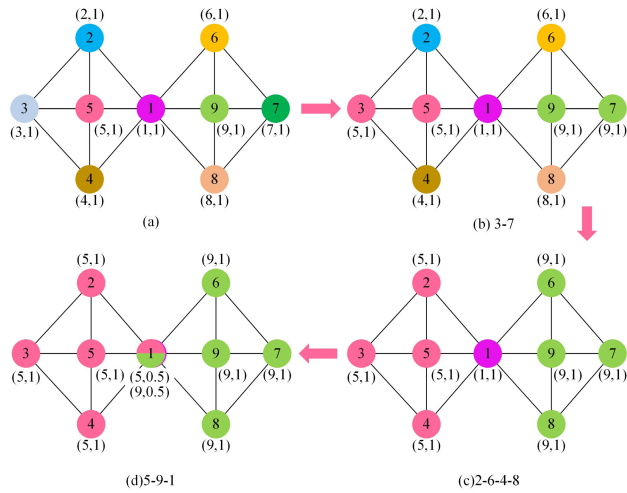 (2,1) (6,1)
2 6
3 5 1 9 7
(3,1) (5,1) (1,1) (9,1) (7,1)
4 8
(4,1) (8,1)
(a)
(2,1) (6,1)
2 6
3 5 1 9 7
(5,1) (5,1) (1,1) (9,1) (9,1)
4 8
(4,1) (8,1)
(b) 3-7
(5,1) (9,1)
2 6
3 5 1 9 7
(5,1) (5,1) (5,0.5) (9,1) (9,1)
(9,0.5)
4 8
(5,1) (9,1)
(d)5-9-1
(5,1) (9,1)
2 6
3 5 1 9 7
(5,1) (5,1) (1,1) (9,1) (9,1)
4 8
(5,1) (9,1)
(c)2-6-4-8